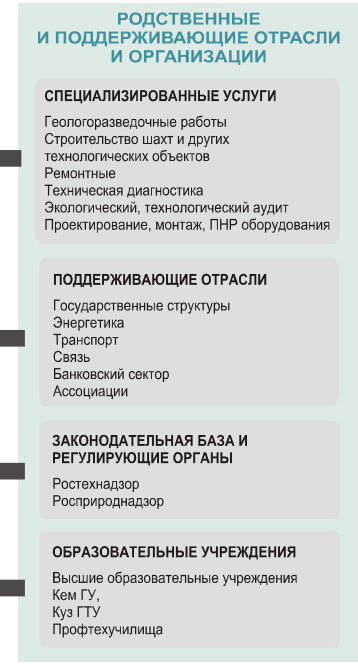 РОДСТВЕННЫЕ
И ПОДДЕРЖИВАЮЩИЕ ОТРАСЛИ
И ОРГАНИЗАЦИИ
СПЕЦИАЛИЗИРОВАННЫЕ УСЛУГИ
Геологоразведочные работы
Строительство шахт и других
технологических объектов
Ремонтные
Техническая диагностика
Экологический, технологический аудит
Проектирование, монтаж, ПНР оборудования
ПОДДЕРЖИВАЮЩИЕ ОТРАСЛИ
Государственные структуры
Энергетика
Транспорт
Связь
Банковский сектор
Ассоциации
ЗАКОНОДАТЕЛЬНАЯ БАЗА И
РЕГУЛИРУЮЩИЕ ОРГАНЫ
Ростехнадзор
Росприроднадзор
ОБРАЗОВАТЕЛЬНЫЕ УЧРЕЖДЕНИЯ
Высшие образовательные учреждения
Кем ГУ,
Куз ГТУ
Профтехучилища